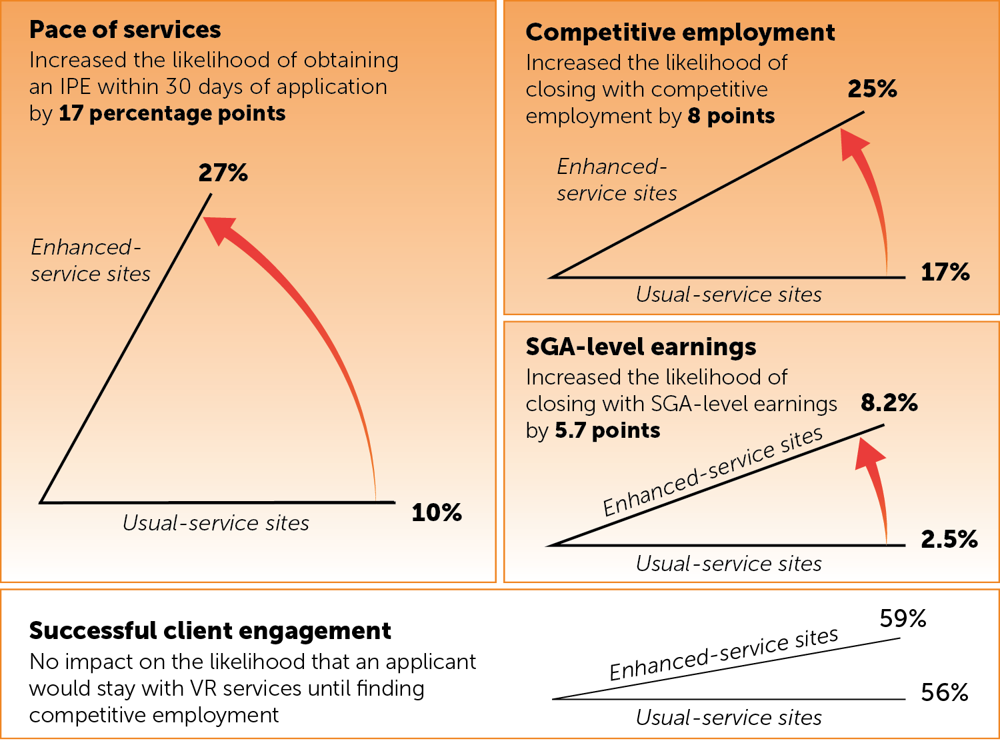 Pace of services
Increased the likelihood of obtaining
an IPE within 30 days of application
by 17 percentage points
27%
Enhanced-
service sites
10%
Usual-service sites
Competitive employment
Increased the likelihood of
closing with competitive
employment by 8 points
25%
Enhanced-
service sites
17%
Usual-service sites
SGA-level earnings
Increased the likelihood of
closing with SGA-level earnings
by 5.7 points
8.2%
Enhanced-service sites
2.5%
Usual-service sites
Successful client engagement
No impact on the likelihood that an applicant
would stay with VR services until finding
competitive employment
59%
Enhanced-service sites
56%
Usual-service sites